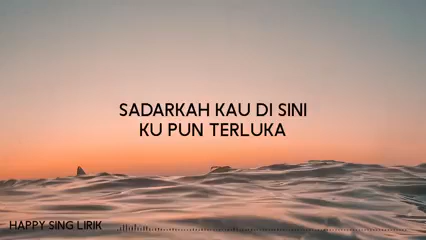 SADARKAH KAU DI SINI
KU PUN TERLUKA
HAPPY SING LIRIK